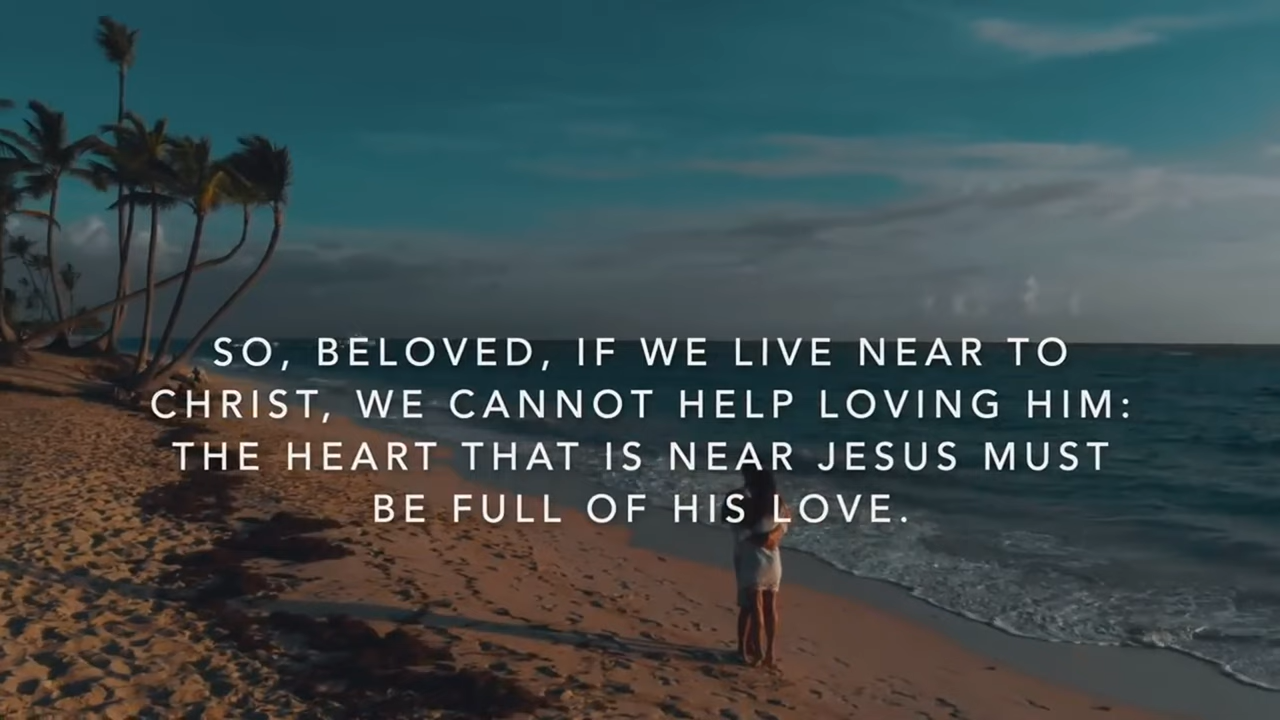 SO, BELOVED, IF WE LIVE NEAR TO
CHRIST, WE CANNOT HELP LOVING HIM:
THE HEART THAT IS NEAR JESUS MUST
BE FULL OF HIS LOVE.